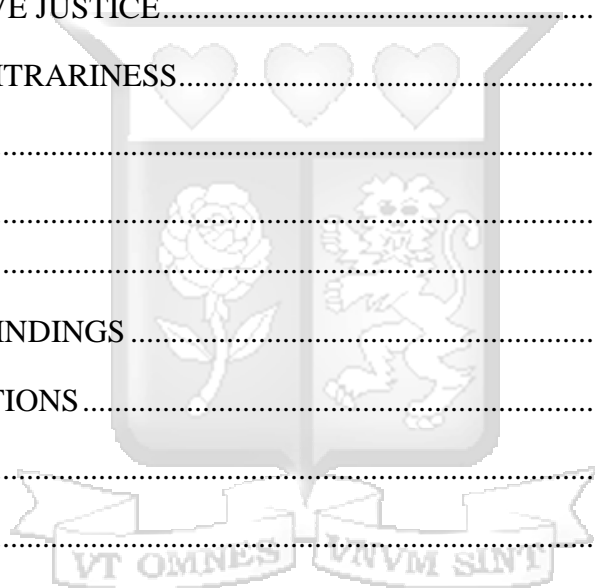 VE JUSTICE................................................................
ITRARINESS................................................................
................................................................
................................................................
................................................................
INDINGS................................................................
TIONS................................................................
................................................................
................................................................
VT OMNES VNVM SINT